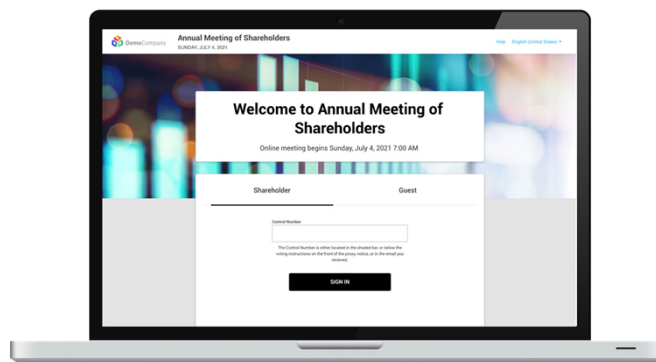 DemoCompany
Annual Meeting of Shareholders
SUNDAY, JULY 4, 2021
Help English (United States)
Welcome to Annual Meeting of
Shareholders
Online meeting begins Sunday, July 4, 2021 7:00 AM
Shareholder Guest
Control Number
The Control Number is either located in the shaded bar, or below the
voting instructions on the front of the proxy notice, or in the email you
received.
SIGN IN